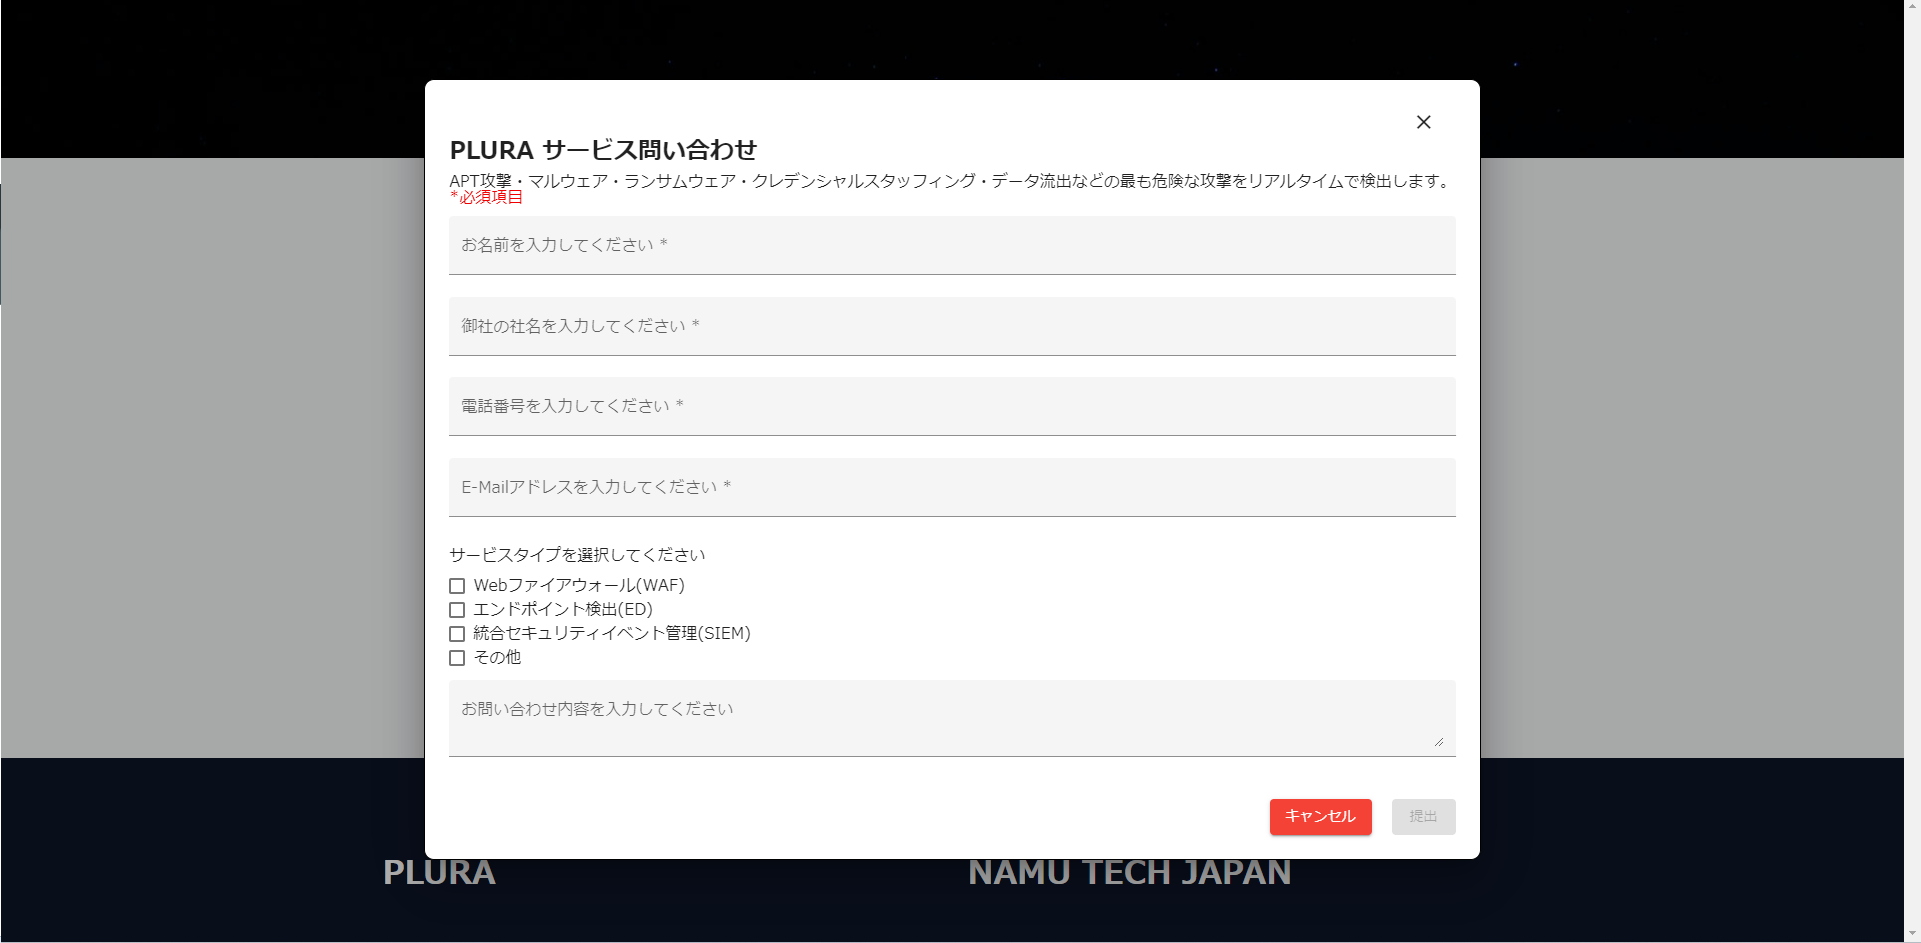 PLURA サービス問い合わせ
APT攻撃・マルウェア・ランサムウェア・クレデンシャルスタッフィング・データ流出などの最も危険な攻撃をリアルタイムで検出します。
*必須項目
お名前を入力してください *
御社の社名を入力してください *
電話番号を入力してください *
E-Mailアドレスを入力してください *
サービスタイプを選択してください
Webファイアウォール(WAF)
エンドポイント検出(ED)
統合セキュリティイベント管理(SIEM)
その他
お問い合わせ内容を入力してください
キャンセル 提出
PLURA NAMU TECH JAPAN